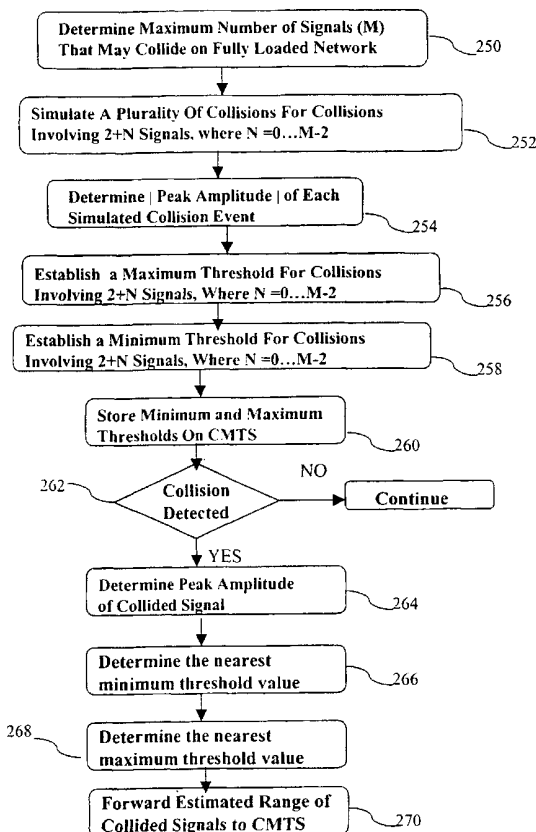 Determine Maximum Number of Signals (M)
That May Collide on Fully Loaded Network
250
Simulate A Plurality Of Collisions For Collisions
Involving 2+N Signals, where N =0...M-2
252
Determine | Peak Amplitude | of Each
Simulated Collision Event
254
Establish a Maximum Threshold For Collisions
Involving 2+N Signals, Where N =0...M-2
256
Establish a Minimum Threshold For Collisions
Involving 2+N Signals, Where N =0...M-2
258
Store Minimum and Maximum
Thresholds On CMTS
260
262
Collision
Detected
NO
Continue
YES
Determine Peak Amplitude
of Collided Signal
264
Determine the nearest
minimum threshold value
266
268
Determine the nearest
maximum threshold value
Forward Estimated Range of
Collided Signals to CMTS
270